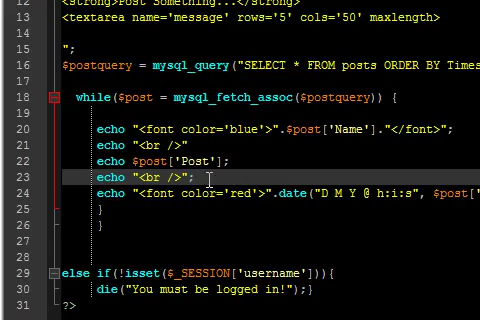 12 <strong>Post Something...</strong>
13 <textarea name='message' rows='5' cols='50' maxlength>
14
15 ";
16 $postquery = mysql_query("SELECT * FROM posts ORDER BY Times
17
18 while($post = mysql_fetch_assoc($postquery)) {
19
20 echo "<font color='blue'>".$post['Name']."</font>";
21 echo "<br />"
22 echo $post['Post'];
23 echo "<br />";
24 echo "<font color='red'>".date("D M Y @ h:i:s", $post['
25 }
26 }
27
28
29 else if(!isset($_SESSION['username'])){
30 die("You must be logged in!");}
31 ?>